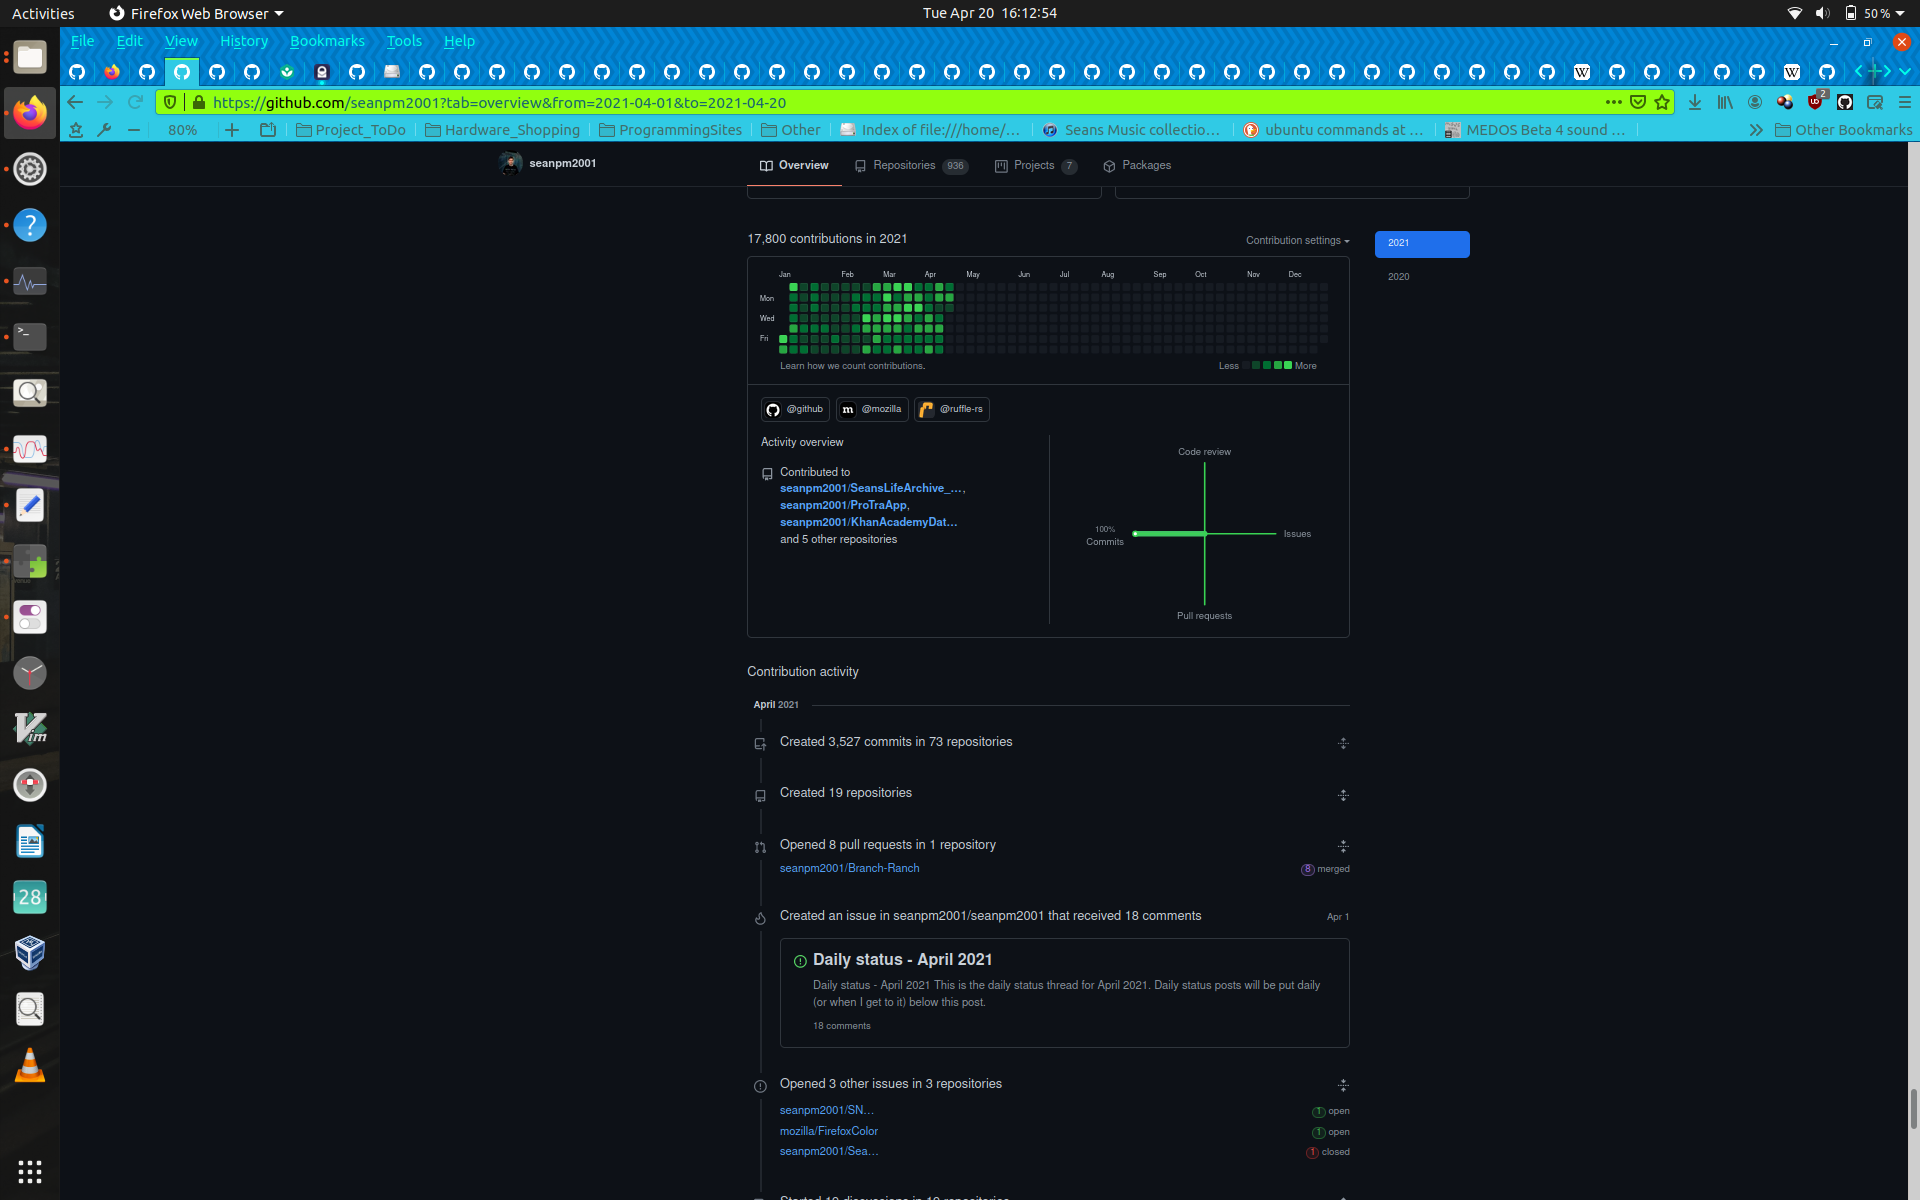 Activities
Firefox Web Browser
Tue Apr 20 16:12:54
50 %
File Edit View History Bookmarks Tools Help
https://github.com/seanpm2001?tab=overview&from=2021-04-01&to=2021-04-20
2
80%
Project_ToDo
Hardware_Shopping
ProgrammingSites
Other
Index of file:///home/…
Seans Music collectio…
ubuntu commands at …
MEDOS Beta 4 sound …
Other Bookmarks
seanpm2001
Overview
Repositories 936
Projects 7
Packages
17,800 contributions in 2021
Contribution settings
2021
2020
Jan Feb Mar Apr May Jun Jul Aug Sep Oct Nov Dec
Mon
Wed
Fri
Learn how we count contributions.
Less More
@github
@mozilla
@ruffle-rs
Activity overview
Contributed to
seanpm2001/SeansLifeArchive_…,
seanpm2001/ProTraApp,
seanpm2001/KhanAcademyDat…
and 5 other repositories
Code review
100%
Commits
Issues
Pull requests
Contribution activity
April 2021
Created 3,527 commits in 73 repositories
Created 19 repositories
Opened 8 pull requests in 1 repository
seanpm2001/Branch-Ranch
8 merged
Created an issue in seanpm2001/seanpm2001 that received 18 comments
Apr 1
Daily status - April 2021
Daily status - April 2021 This is the daily status thread for April 2021. Daily status posts will be put daily
(or when I get to it) below this post.
18 comments
Opened 3 other issues in 3 repositories
seanpm2001/SN…
1 open
mozilla/FirefoxColor
1 open
seanpm2001/Sea…
1 closed
28